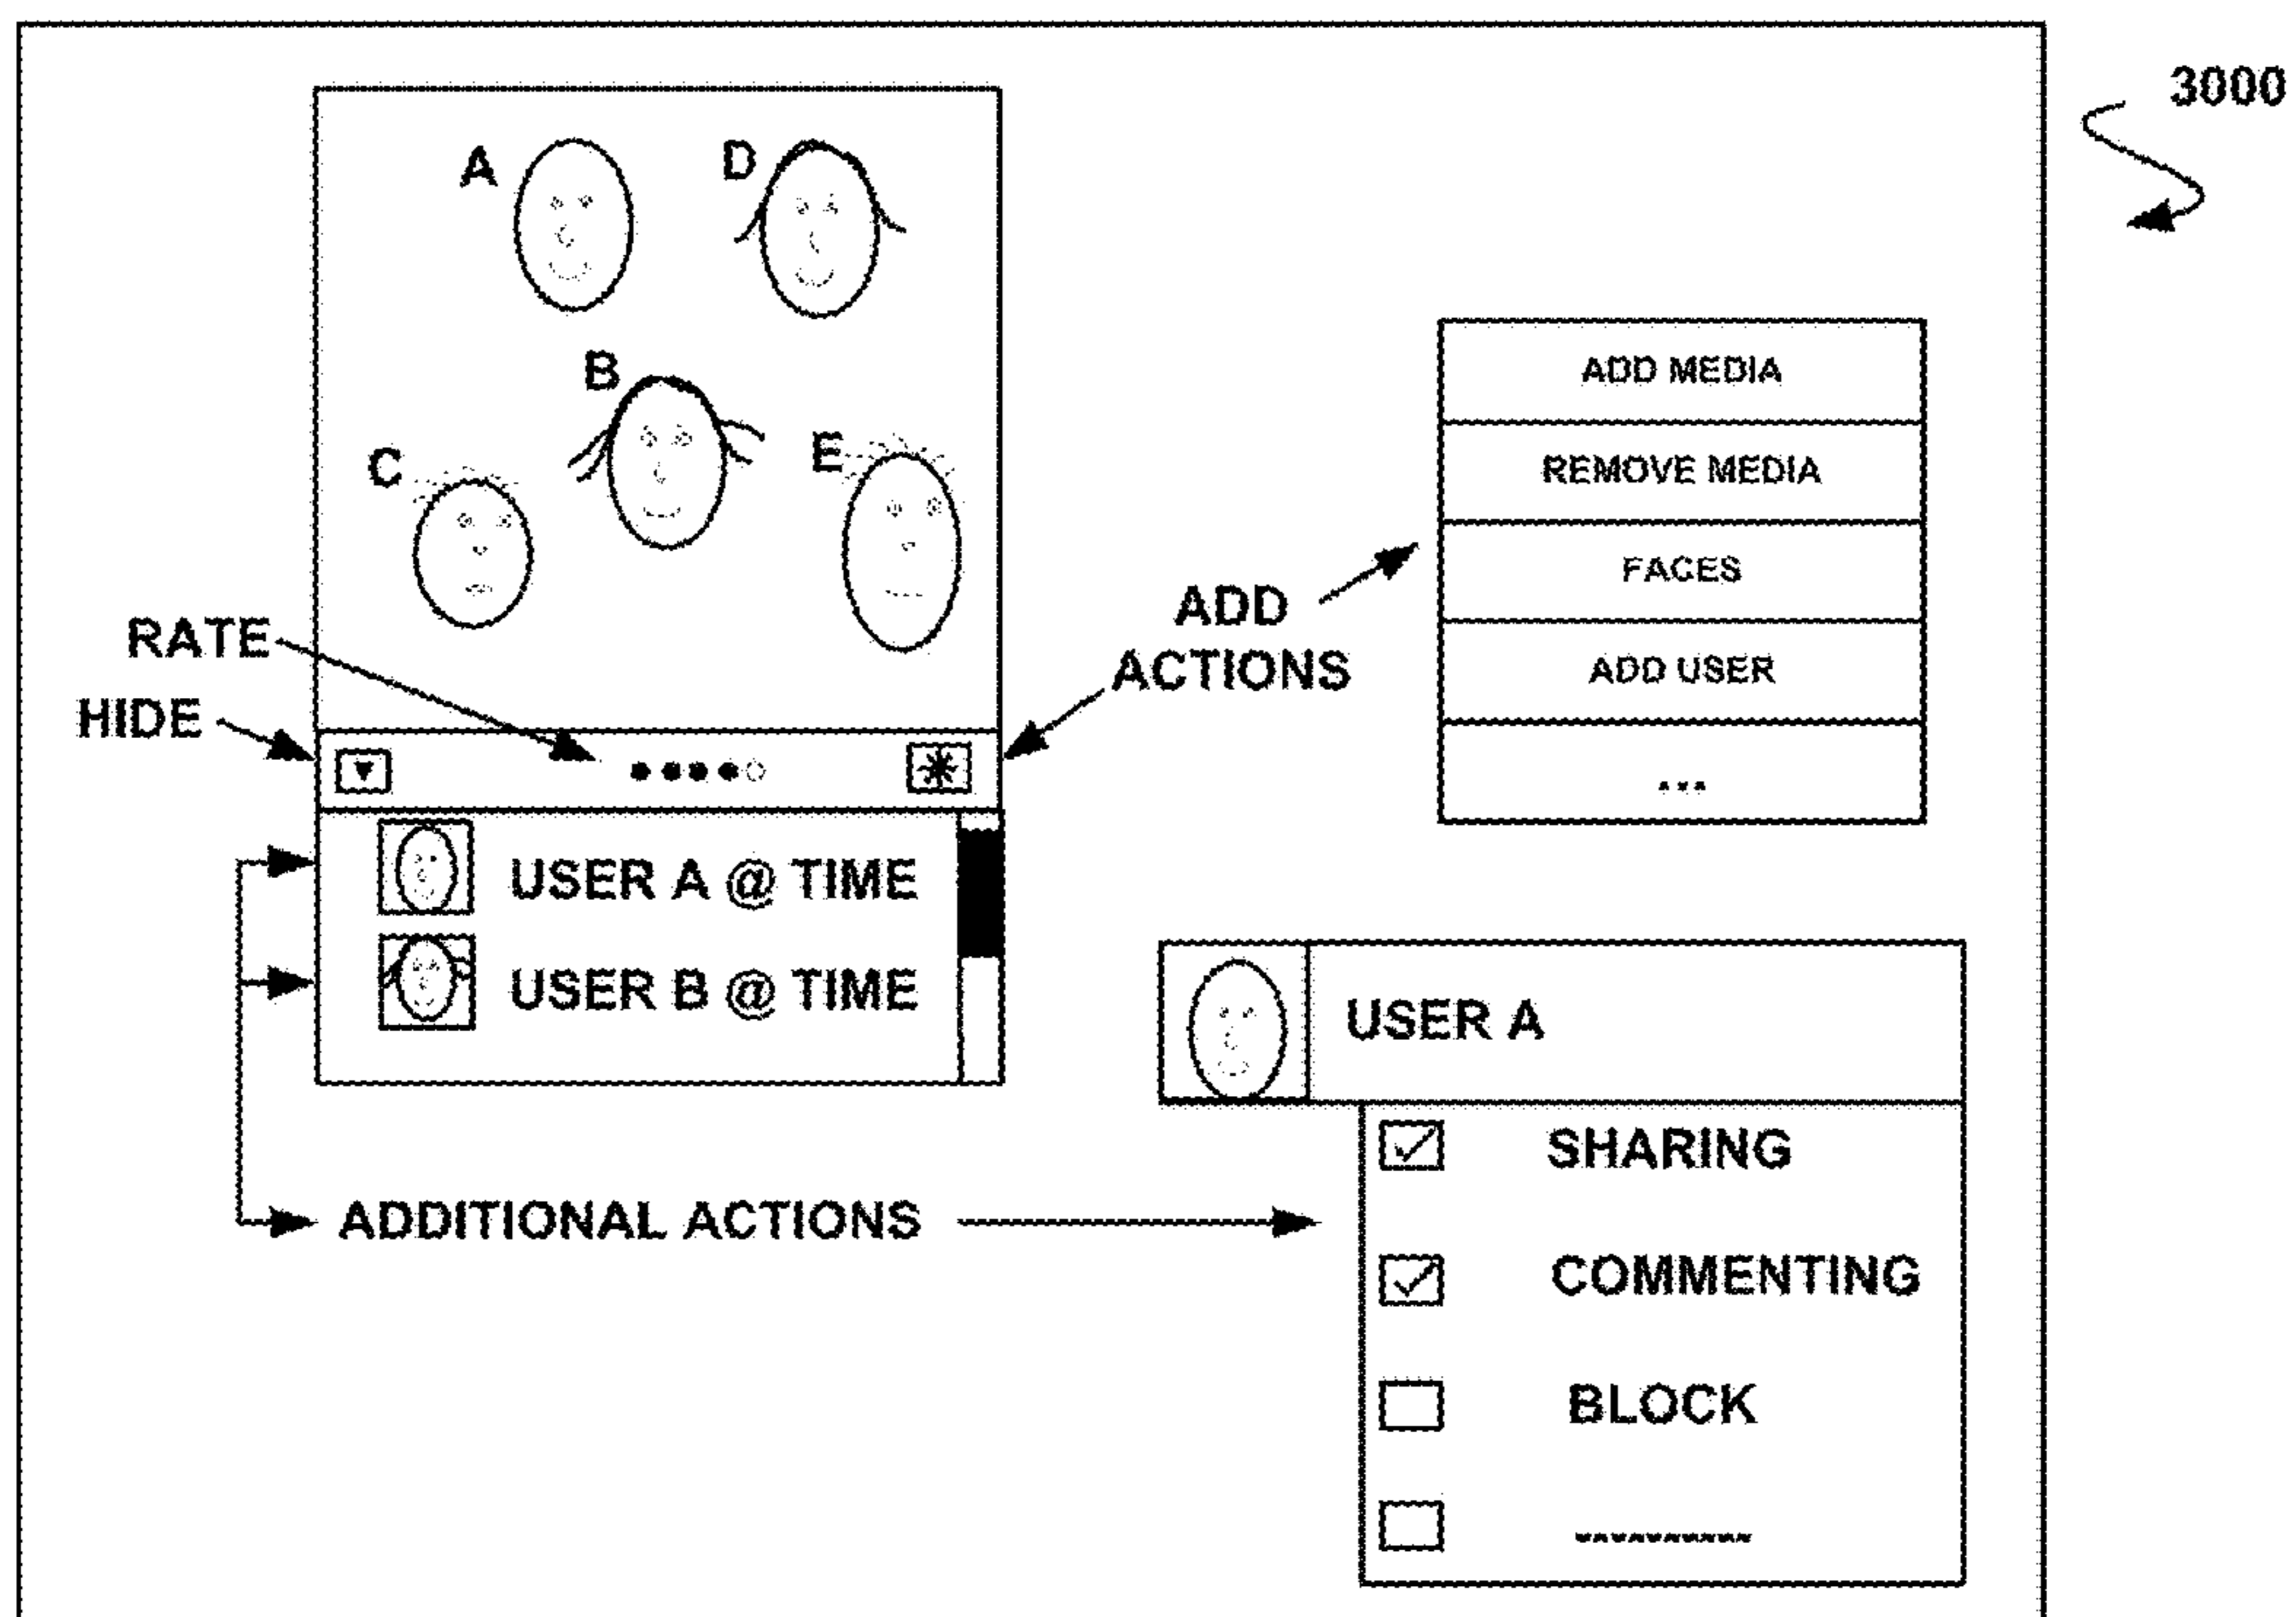 3000
A
D
B
C
E
RATE
HIDE
ADD
ACTIONS
ADD MEDIA
REMOVE MEDIA
FACES
ADD USER
...
USER A @ TIME
USER B @ TIME
ADDITIONAL ACTIONS
USER A
SHARING
COMMENTING
BLOCK